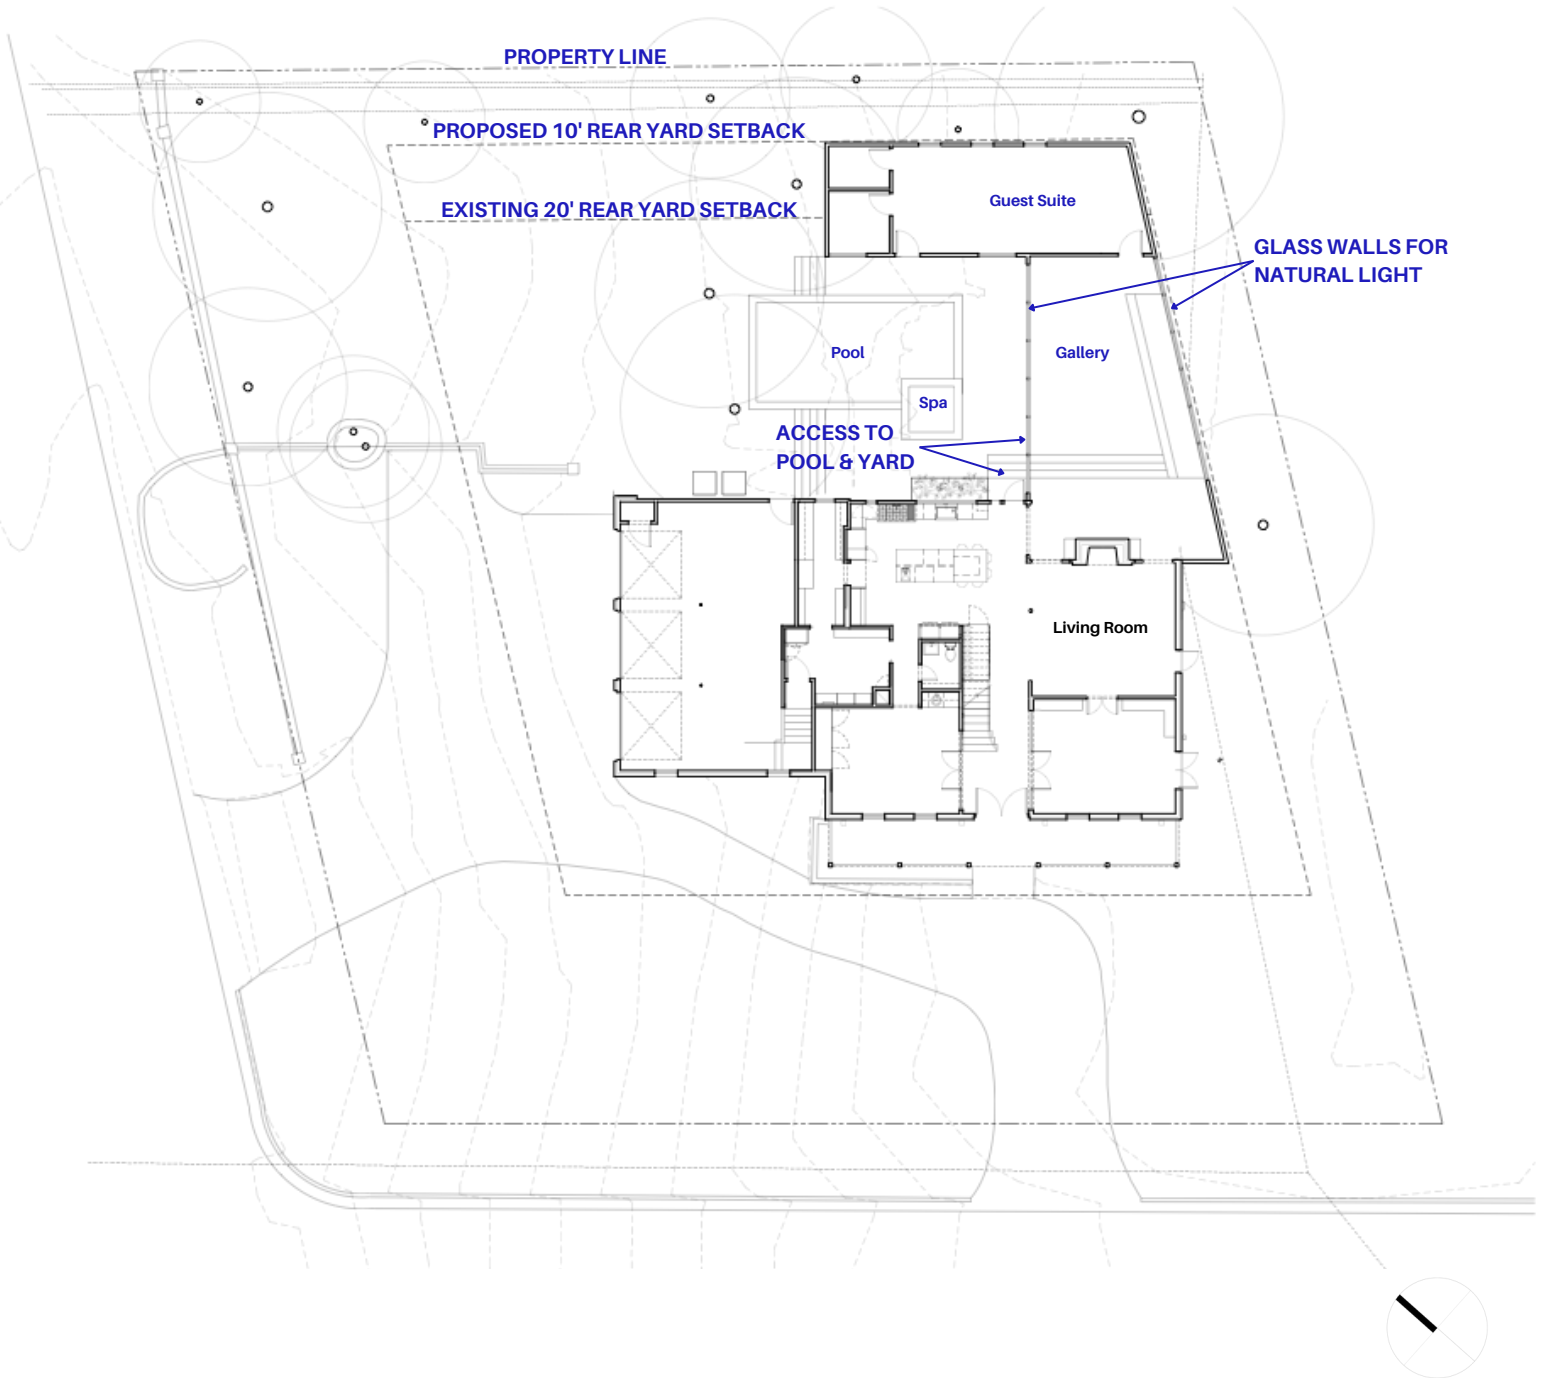 PROPERTY LINE
PROPOSED 10' REAR YARD SETBACK
EXISTING 20' REAR YARD SETBACK
Guest Suite
GLASS WALLS FOR
NATURAL LIGHT
Pool
Gallery
Spa
ACCESS TO
POOL & YARD
Living Room